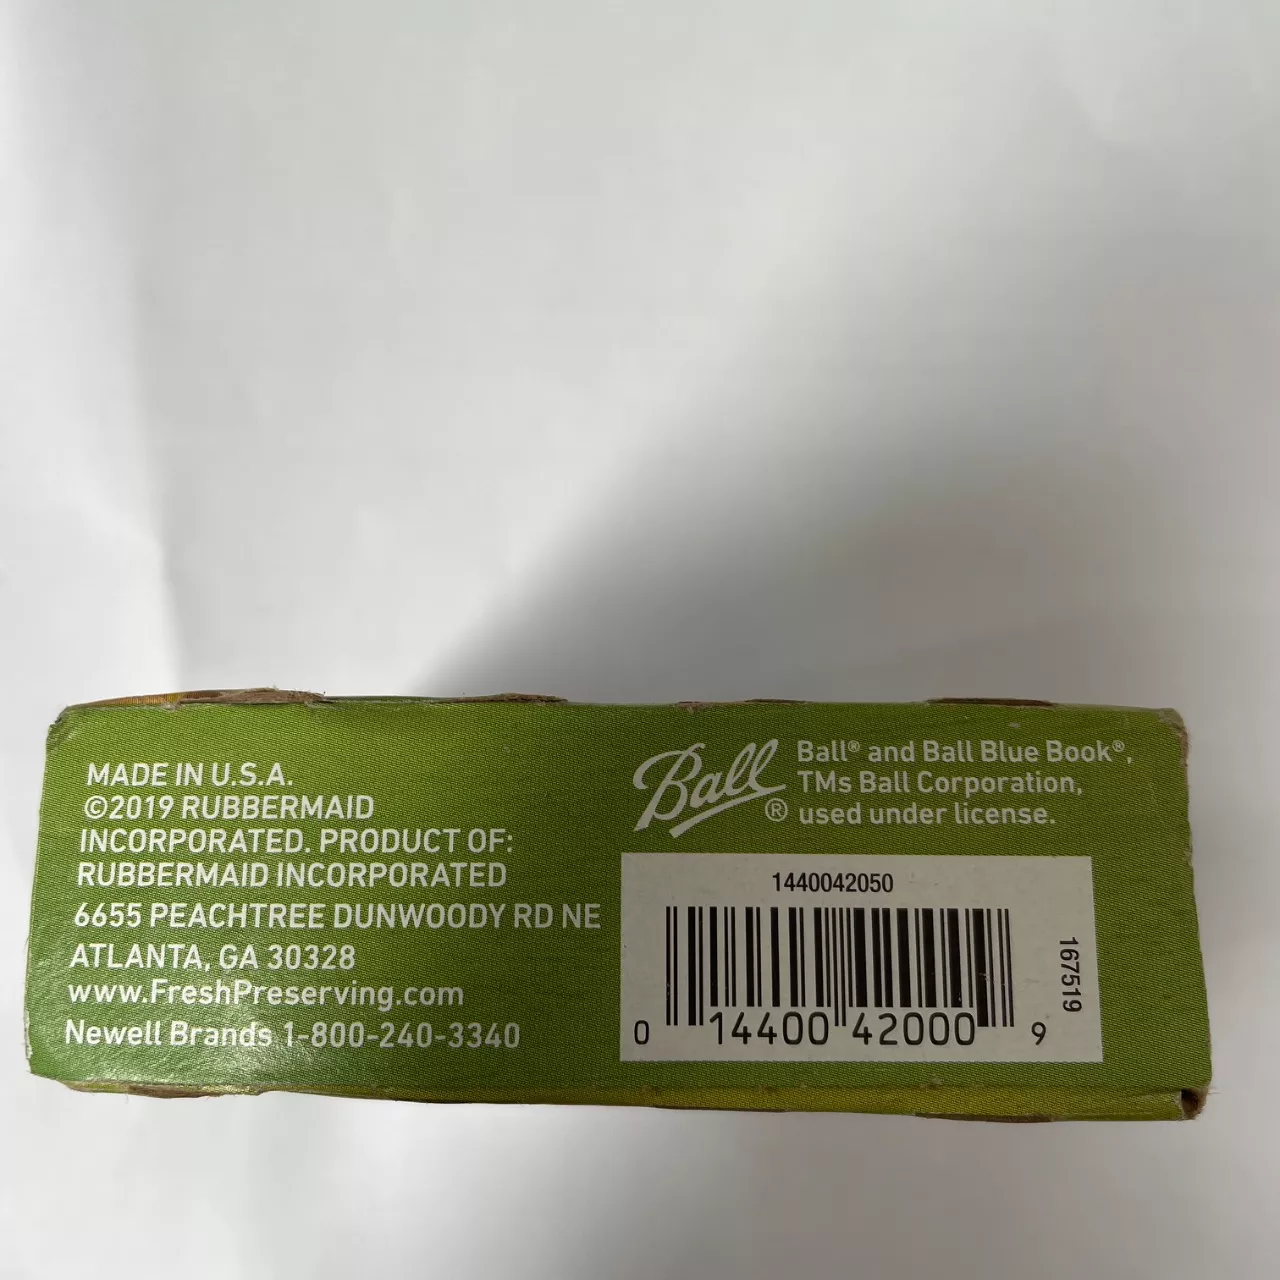 MADE IN U.S.A.
©2019 RUBBERMAID
INCORPORATED. PRODUCT OF:
RUBBERMAID INCORPORATED
6655 PEACHTREE DUNWOODY RD NE
ATLANTA, GA 30328
www.FreshPreserving.com
Newell Brands 1-800-240-3340
Ball®
Ball® and Ball Blue Book®,
TMs Ball Corporation,
used under license.
1440042050
0 14400 42000 9
167519